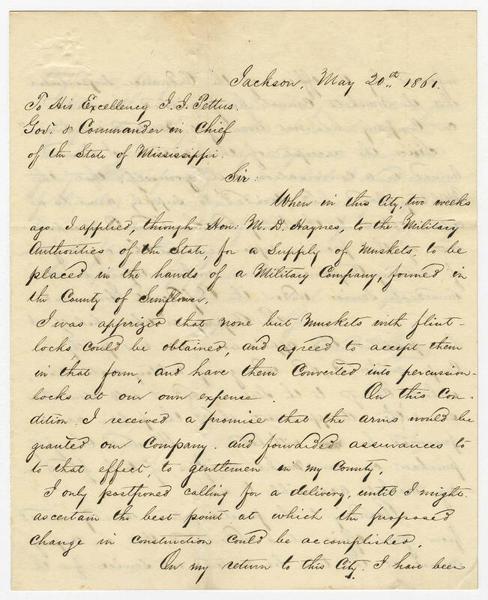 Jackson, May 20th 1861.
To His Excellency J. J. Pettus
Gov. & Commander in Chief
of the State of Mississippi.
Sir:
When in this City, two weeks
ago. I applied, through Hon: M. D. Haynes, to the Military
Authorities of the State, for a Supply of Muskets, to be
placed in the hands of a Military Company, formed in
the County of Sunflower.
I was apprized that none but Muskets with flint-
locks, could be obtained, and agreed to accept them
in that form, and have them Converted into percussion-
locks at our own expense. On this Con-
dition. I received a promise that the arms would be
granted our Company. and forwarded assurances to
to that effect, to gentlemen in my County.
I only postponed calling for a delivery, until I might
ascertain the best point at which the proposed
change in construction could be accomplished.
On my return to this City. I have been